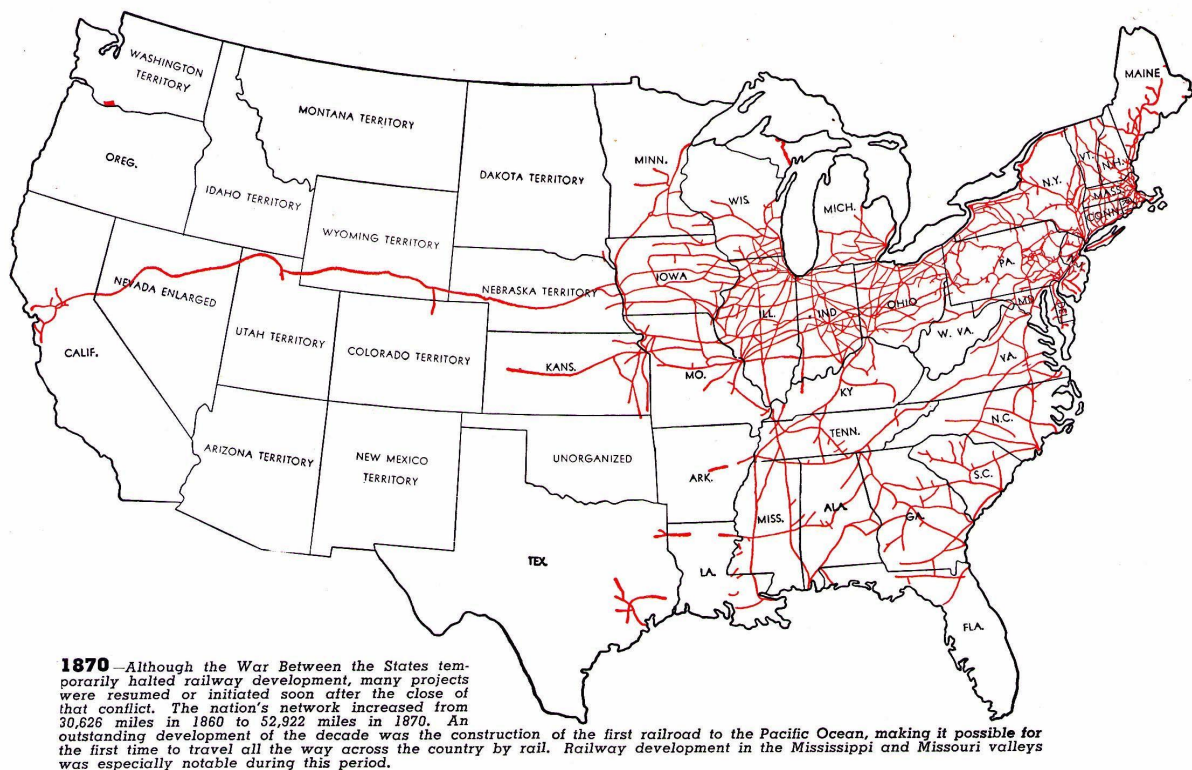 WASHINGTON
TERRITORY
MONTANA TERRITORY
MAINE
OREG.
IDAHO TERRITORY
DAKOTA TERRITORY
MINN.
VT.
N.H.
N.Y.
MASS.
CONN.
WIS.
MICH.
WYOMING TERRITORY
NEVADA ENLARGED
NEBRASKA TERRITORY
IOWA
PA.
OHIO
ILL.
IND
MD.
DEL.
W. VA.
VA.
CALIF.
UTAH TERRITORY
COLORADO TERRITORY
KANS.
MO.
KY
N.C.
TENN.
ARIZONA TERRITORY
NEW MEXICO
TERRITORY
UNORGANIZED
ARK.
S.C.
MISS.
ALA.
GA.
TEX.
LA.
FLA.
1870—Although the War Between the States tem-
porarily halted railway development, many projects
were resumed or initiated soon after the close of
that conflict. The nation's network increased from
30,626 miles in 1860 to 52,922 miles in 1870. An
outstanding development of the decade was the construction of the first railroad to the Pacific Ocean, making it possible for
the first time to travel all the way across the country by rail. Railway development in the Mississippi and Missouri valleys
was especially notable during this period.